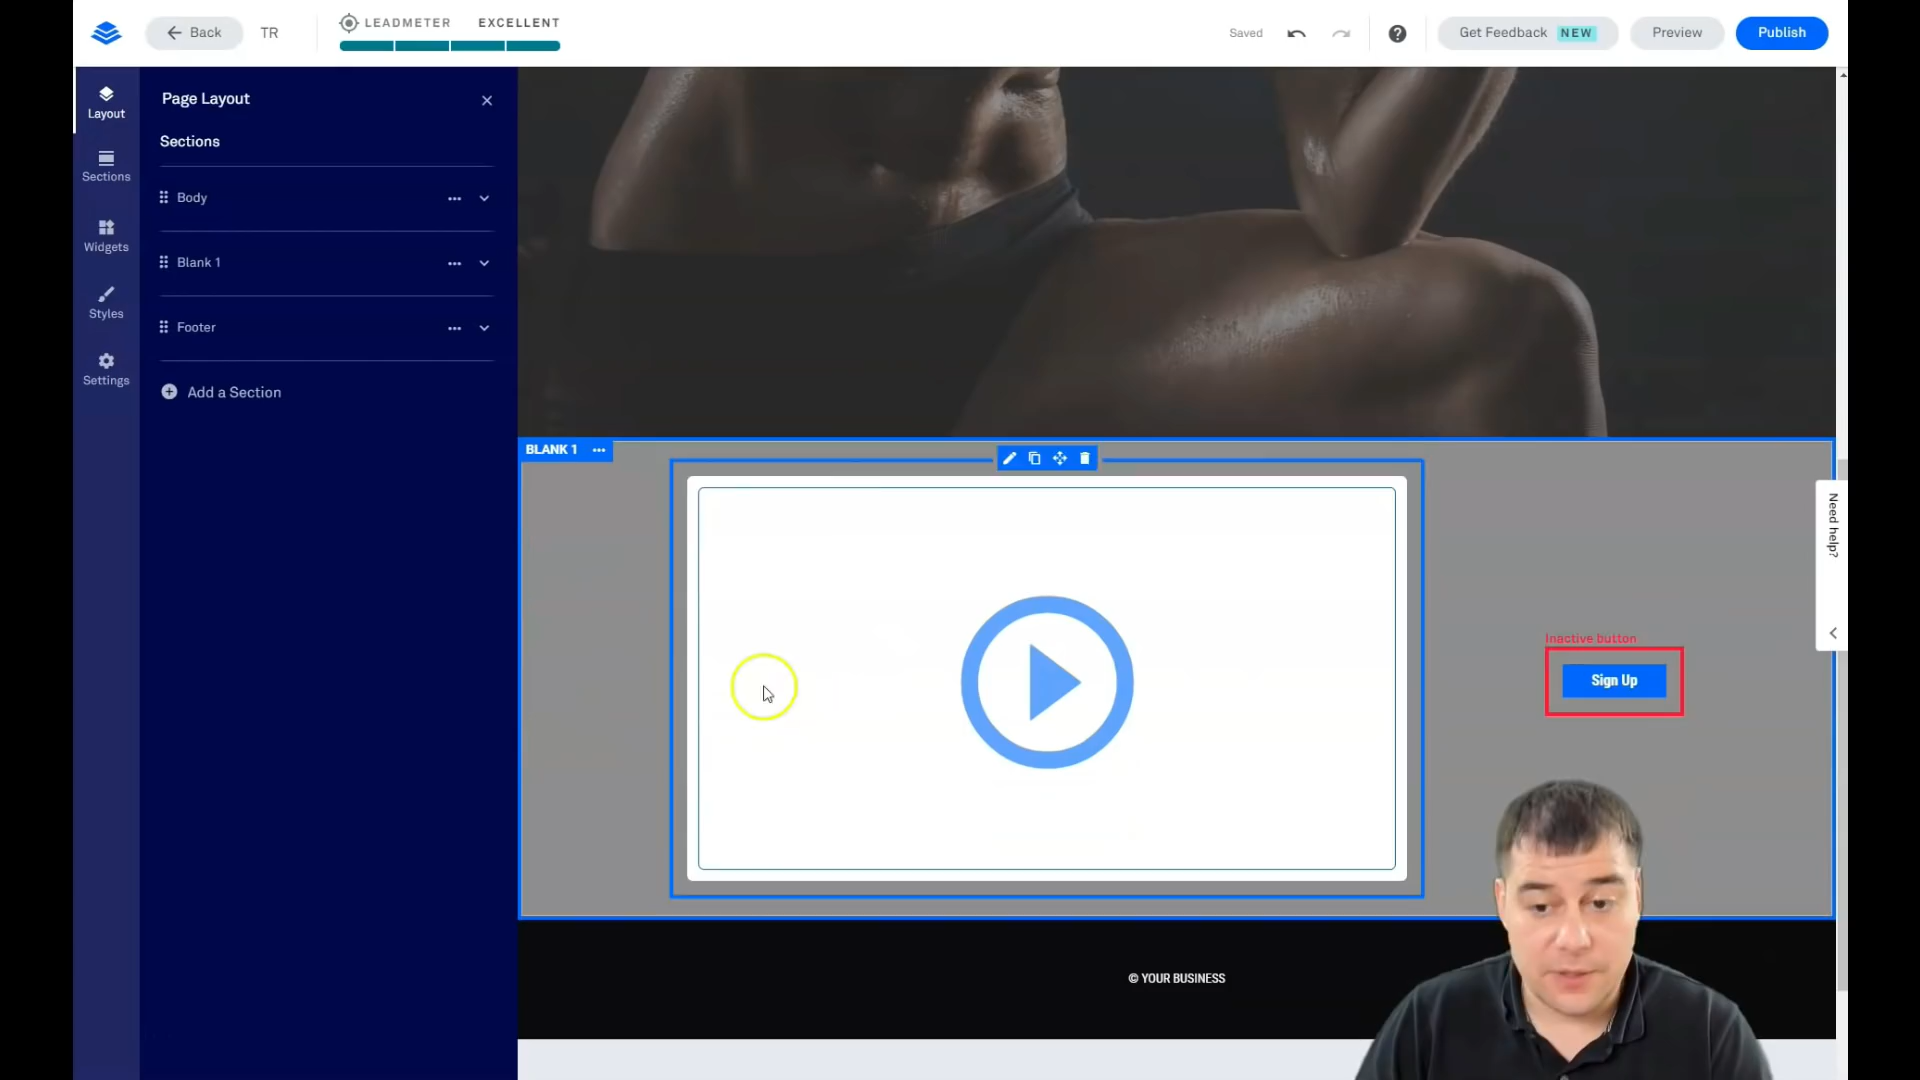 Back
TR
LEADMETER EXCELLENT
Saved
Get Feedback NEW
Preview
Publish
Layout
Sections
Widgets
Styles
Settings
Page Layout
Sections
Body
Blank 1
Footer
Add a Section
BLANK 1
Need help?
Inactive button
Sign Up
© YOUR BUSINESS